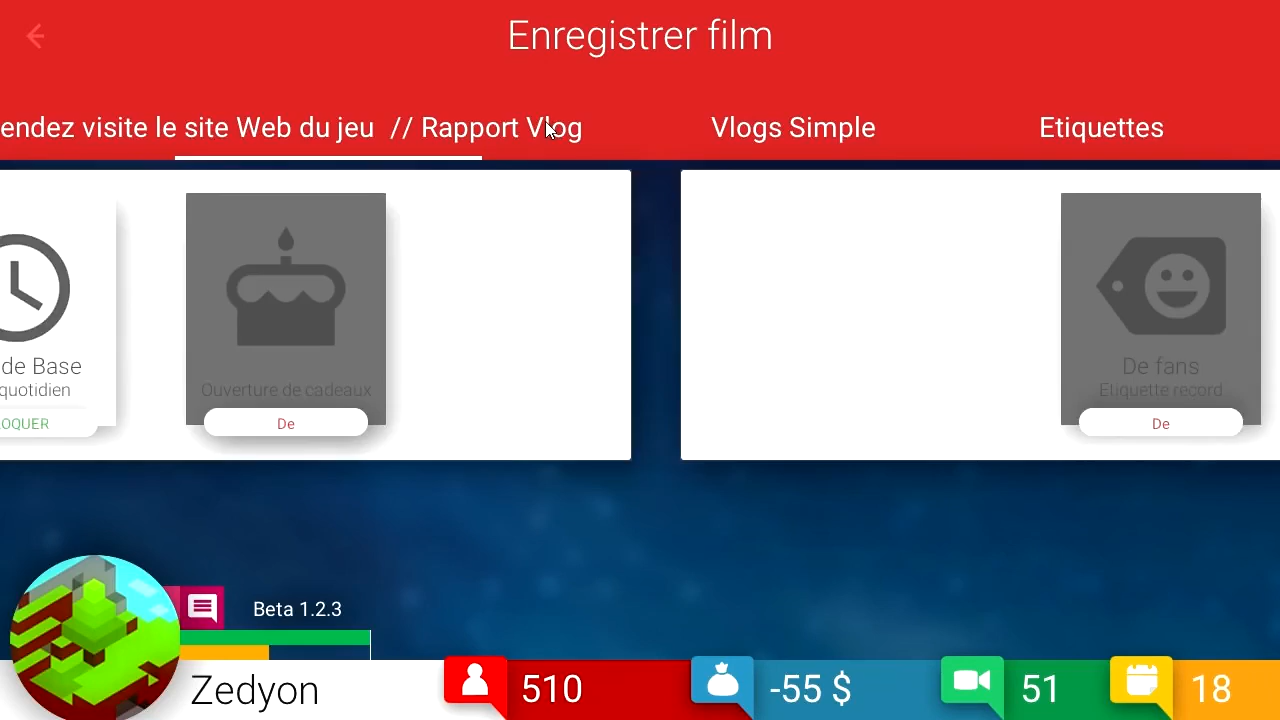 Enregistrer film
endez visite le site Web du jeu // Rapport Vlog
Vlogs Simple
Etiquettes
de Base
quotidien
OQUER
Ouverture de cadeaux
De
De fans
Etiquette record
De
Beta 1.2.3
Zedyon
510
-55 $
51
18